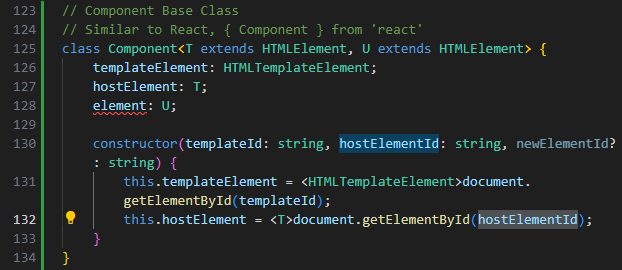 123 // Component Base Class
124 // Similar to React, { Component } from 'react'
125 class Component<T extends HTMLElement, U extends HTMLElement> {
126 templateElement: HTMLTemplateElement;
127 hostElement: T;
128 element: U;
129
130 constructor(templateId: string, hostElementId: string, newElementId?
: string) {
131 this.templateElement = <HTMLTemplateElement>document.
getElementById(templateId);
132 this.hostElement = <T>document.getElementById(hostElementId);
133 }
134 }